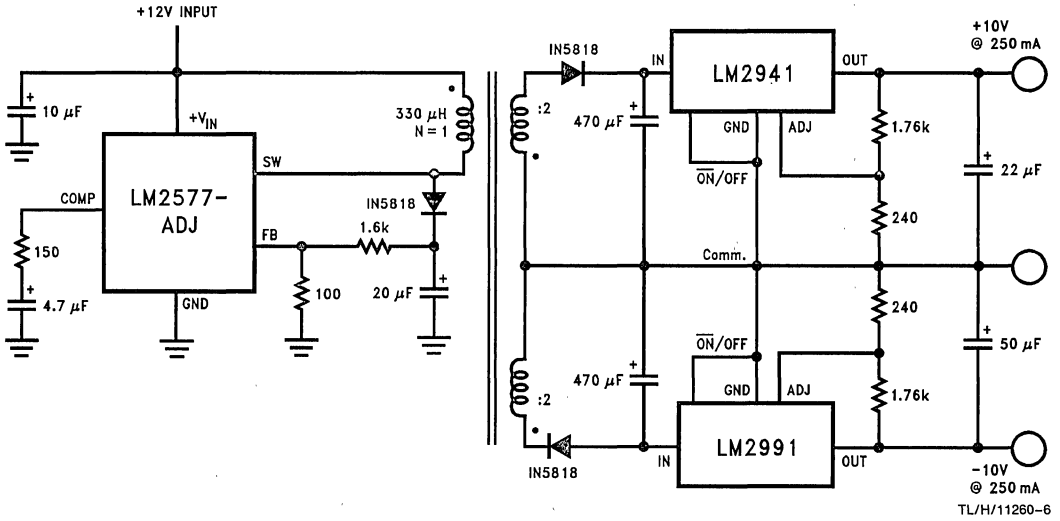 +12V INPUT
+
10 μF
+VIN
LM2577-
ADJ
COMP
SW
FB
GND
150
+
4.7 μF
330 μH
N = 1
IN5818
1.6k
100
20 μF
+
:2
:2
IN5818
IN
LM2941
OUT
GND
ADJ
O̅N̅/OFF
470 μF
+
1.76k
240
+
22 μF
+10V
@ 250 mA
Comm.
240
1.76k
+
50 μF
O̅N̅/OFF
GND
ADJ
470 μF
+
IN5818
IN
LM2991
OUT
−10V
@ 250 mA
TL/H/11260-6